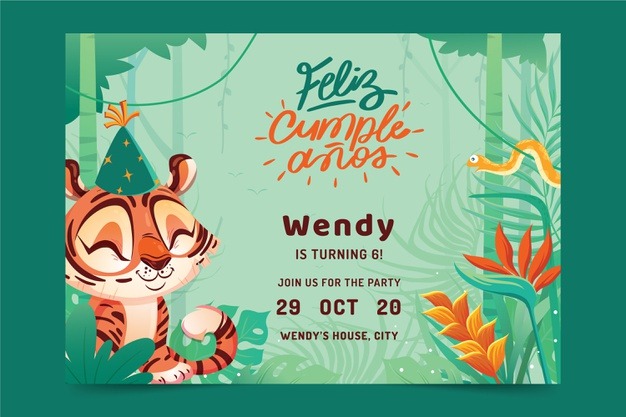 Feliz
Cumple-
años
Wendy
IS TURNING 6!
JOIN US FOR THE PARTY
29 OCT 20
WENDY'S HOUSE, CITY